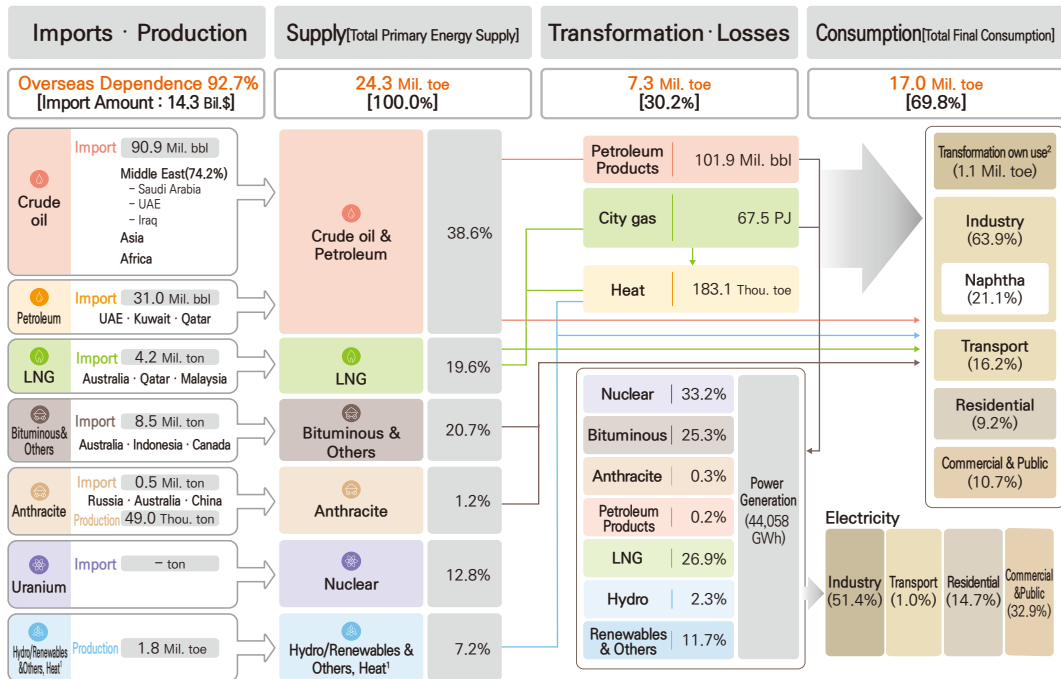 Imports · Production
Supply[Total Primary Energy Supply]
Transformation · Losses
Consumption[Total Final Consumption]
Overseas Dependence 92.7%
[Import Amount : 14.3 Bil.$]
24.3 Mil. toe
[100.0%]
7.3 Mil. toe
[30.2%]
17.0 Mil. toe
[69.8%]
Crude
oil
Import 90.9 Mil. bbl
Middle East(74.2%)
– Saudi Arabia
– UAE
– Iraq
Asia
Africa
Petroleum
Import 31.0 Mil. bbl
UAE · Kuwait · Qatar
LNG
Import 4.2 Mil. ton
Australia · Qatar · Malaysia
Bituminous&
Others
Import 8.5 Mil. ton
Australia · Indonesia · Canada
Anthracite
Import 0.5 Mil. ton
Russia · Australia · China
Production 49.0 Thou. ton
Uranium
Import – ton
Hydro/Renewables
&Others, Heat¹
Production 1.8 Mil. toe
Crude oil &
Petroleum
38.6%
LNG
19.6%
Bituminous &
Others
20.7%
Anthracite
1.2%
Nuclear
12.8%
Hydro/Renewables &
Others, Heat¹
7.2%
Petroleum
Products
101.9 Mil. bbl
City gas
67.5 PJ
Heat
183.1 Thou. toe
Nuclear 33.2%
Bituminous 25.3%
Anthracite 0.3%
Petroleum
Products
0.2%
LNG 26.9%
Hydro 2.3%
Renewables
& Others
11.7%
Power
Generation
(44,058
GWh)
Transformation own use²
(1.1 Mil. toe)
Industry
(63.9%)
Naphtha
(21.1%)
Transport
(16.2%)
Residential
(9.2%)
Commercial & Public
(10.7%)
Electricity
Industry
(51.4%)
Transport
(1.0%)
Residential
(14.7%)
Commercial
&Public
(32.9%)